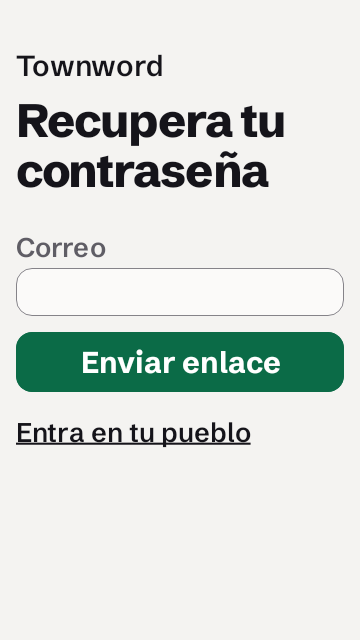 Townword
Recupera tu
contraseña
Correo
Enviar enlace
Entra en tu pueblo